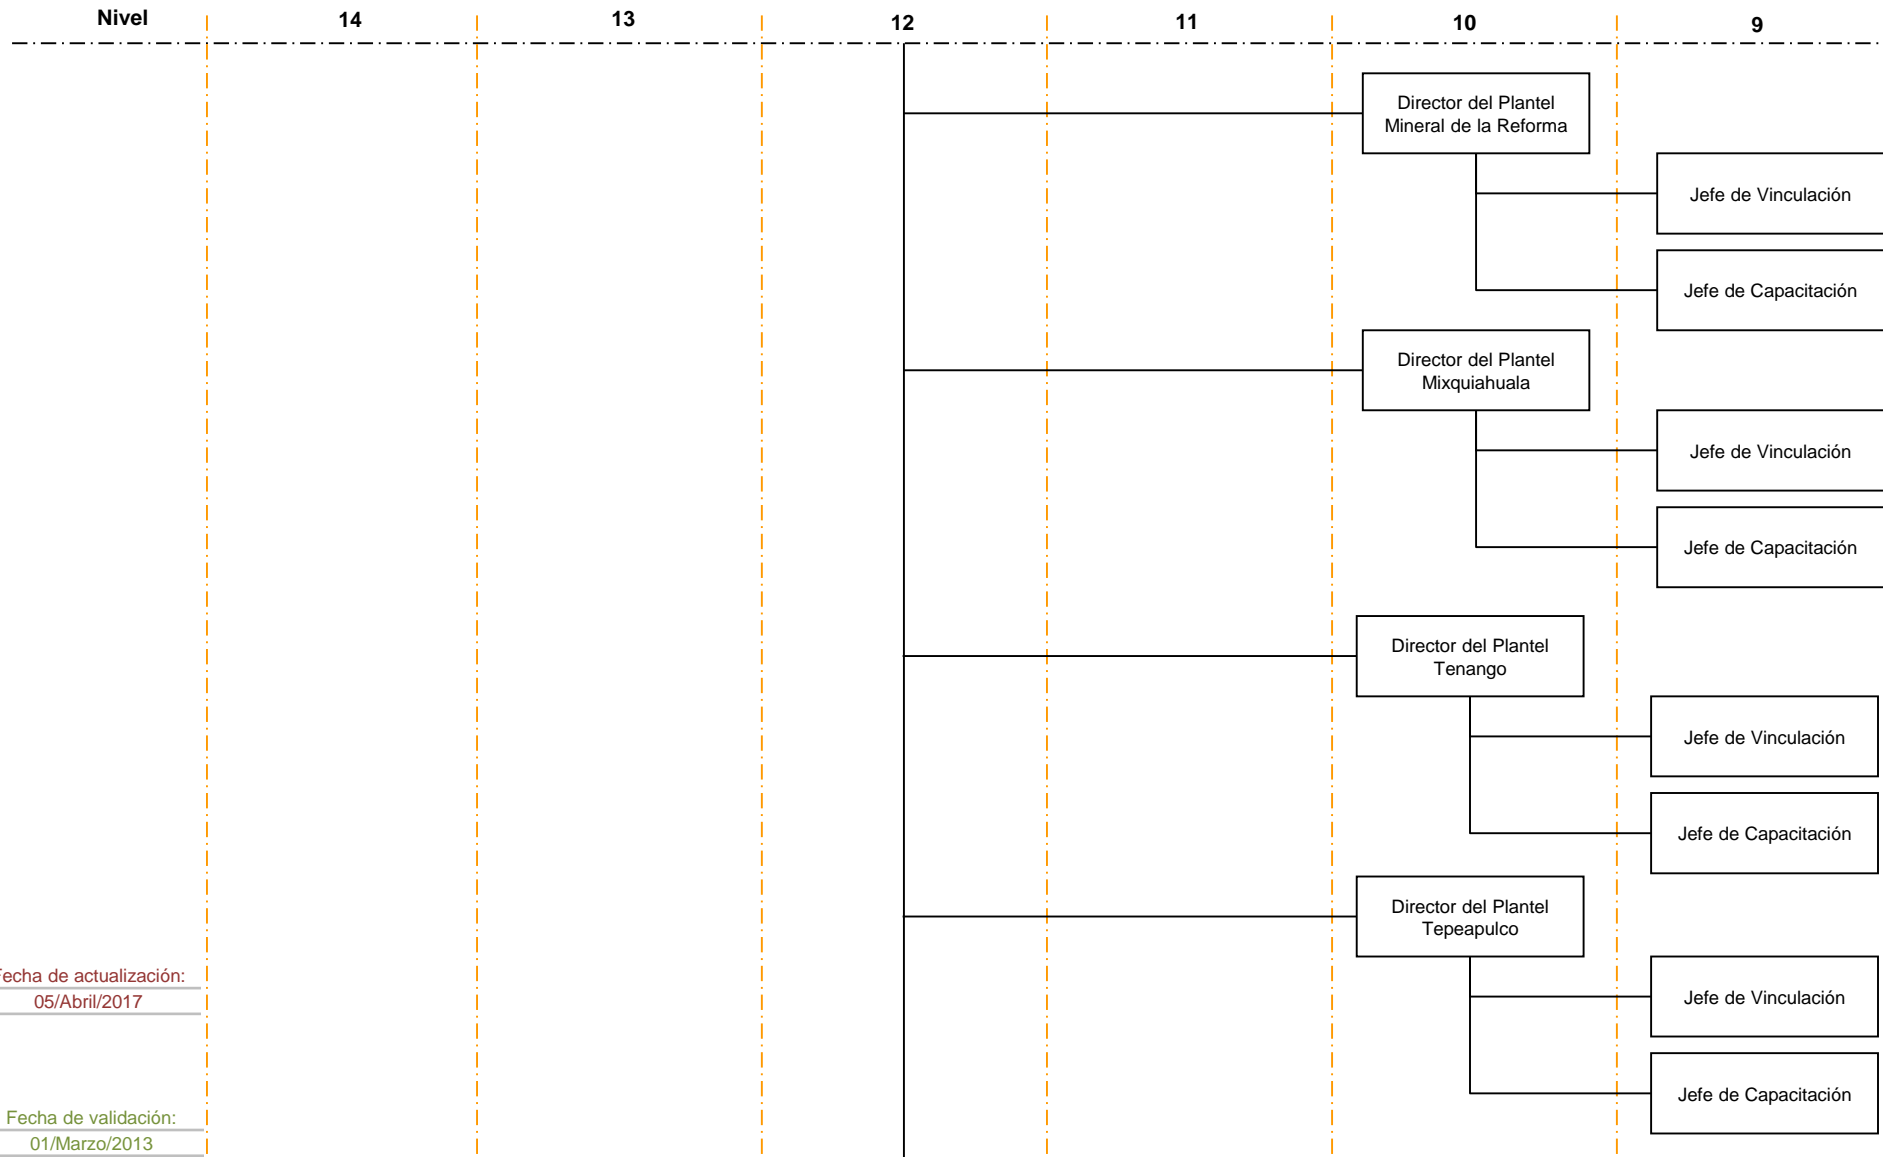 Nivel 14 13 12 11 10 9
Director del Plantel
Mineral de la Reforma
Jefe de Vinculación
Jefe de Capacitación
Director del Plantel
Mixquiahuala
Jefe de Vinculación
Jefe de Capacitación
Director del Plantel
Tenango
Jefe de Vinculación
Jefe de Capacitación
Director del Plantel
Tepeapulco
Jefe de Vinculación
Jefe de Capacitación
Fecha de actualización:
05/Abril/2017
Fecha de validación:
01/Marzo/2013